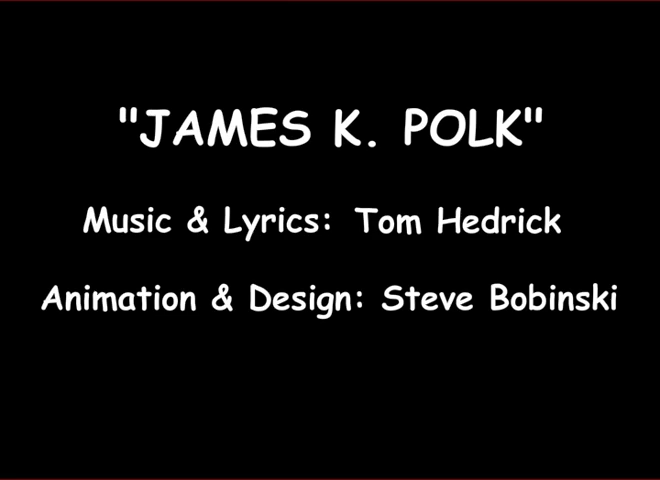 "JAMES K. POLK"
Music & Lyrics: Tom Hedrick
Animation & Design: Steve Bobinski